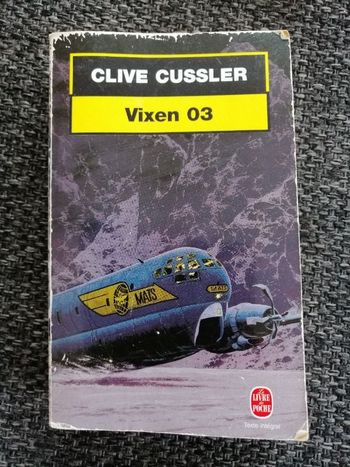 CLIVE CUSSLER
Vixen 03
MATS
Le
LIVRE
de
POCHE
Texte intégral